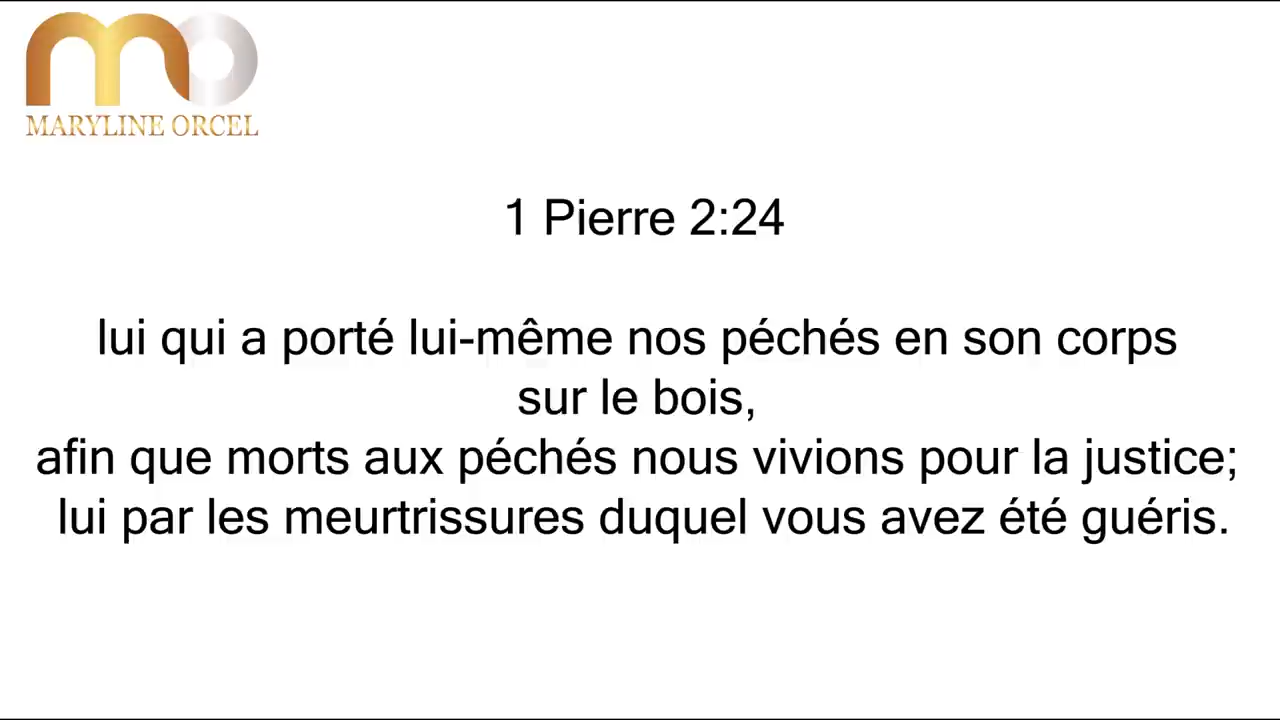 mo
MARYLINE ORCEL
1 Pierre 2:24
lui qui a porté lui-même nos péchés en son corps
sur le bois,
afin que morts aux péchés nous vivions pour la justice;
lui par les meurtrissures duquel vous avez été guéris.